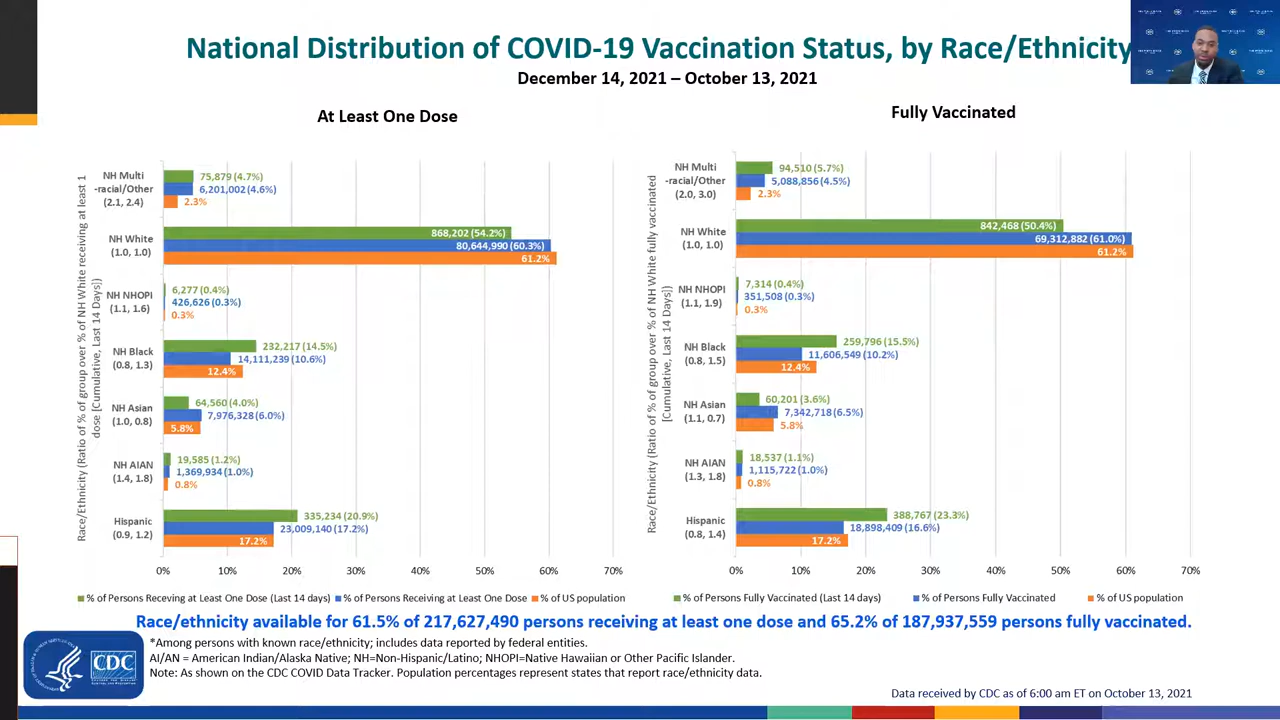 National Distribution of COVID-19 Vaccination Status, by Race/Ethnicity
December 14, 2021 – October 13, 2021
At Least One Dose
Race/Ethnicity (Ratio of % of group over % of NH White receiving at least 1
dose [Cumulative, Last 14 Days])
NH Multi
-racial/Other
(2.1, 2.4)
75,879 (4.7%)
6,201,002 (4.6%)
2.3%
NH White
(1.0, 1.0)
868,202 (54.2%)
80,644,990 (60.3%)
61.2%
NH NHOPI
(1.1, 1.6)
6,277 (0.4%)
426,626 (0.3%)
0.3%
NH Black
(0.8, 1.3)
232,217 (14.5%)
14,111,239 (10.6%)
12.4%
NH Asian
(1.0, 0.8)
64,560 (4.0%)
7,976,328 (6.0%)
5.8%
NH AIAN
(1.4, 1.8)
19,585 (1.2%)
1,369,934 (1.0%)
0.8%
Hispanic
(0.9, 1.2)
335,234 (20.9%)
23,009,140 (17.2%)
17.2%
0% 10% 20% 30% 40% 50% 60% 70%
% of Persons Receving at Least One Dose (Last 14 days) % of Persons Receiving at Least One Dose % of US population
Fully Vaccinated
Race/Ethnicity (Ratio of % of group over % of NH White fully vaccinated
[Cumulative, Last 14 Days])
NH Multi
-racial/Other
(2.0, 3.0)
94,510 (5.7%)
5,088,856 (4.5%)
2.3%
NH White
(1.0, 1.0)
842,468 (50.4%)
69,312,882 (61.0%)
61.2%
NH NHOPI
(1.1, 1.9)
7,314 (0.4%)
351,508 (0.3%)
0.3%
NH Black
(0.8, 1.5)
259,796 (15.5%)
11,606,549 (10.2%)
12.4%
NH Asian
(1.1, 0.7)
60,201 (3.6%)
7,342,718 (6.5%)
5.8%
NH AIAN
(1.3, 1.8)
18,537 (1.1%)
1,115,722 (1.0%)
0.8%
Hispanic
(0.8, 1.4)
388,767 (23.3%)
18,898,409 (16.6%)
17.2%
0% 10% 20% 30% 40% 50% 60% 70%
% of Persons Fully Vaccinated (Last 14 days) % of Persons Fully Vaccinated % of US population
Race/ethnicity available for 61.5% of 217,627,490 persons receiving at least one dose and 65.2% of 187,937,559 persons fully vaccinated.
*Among persons with known race/ethnicity; includes data reported by federal entities.
AI/AN = American Indian/Alaska Native; NH=Non-Hispanic/Latino; NHOPI=Native Hawaiian or Other Pacific Islander.
Note: As shown on the CDC COVID Data Tracker. Population percentages represent states that report race/ethnicity data.
CDC
Data received by CDC as of 6:00 am ET on October 13, 2021